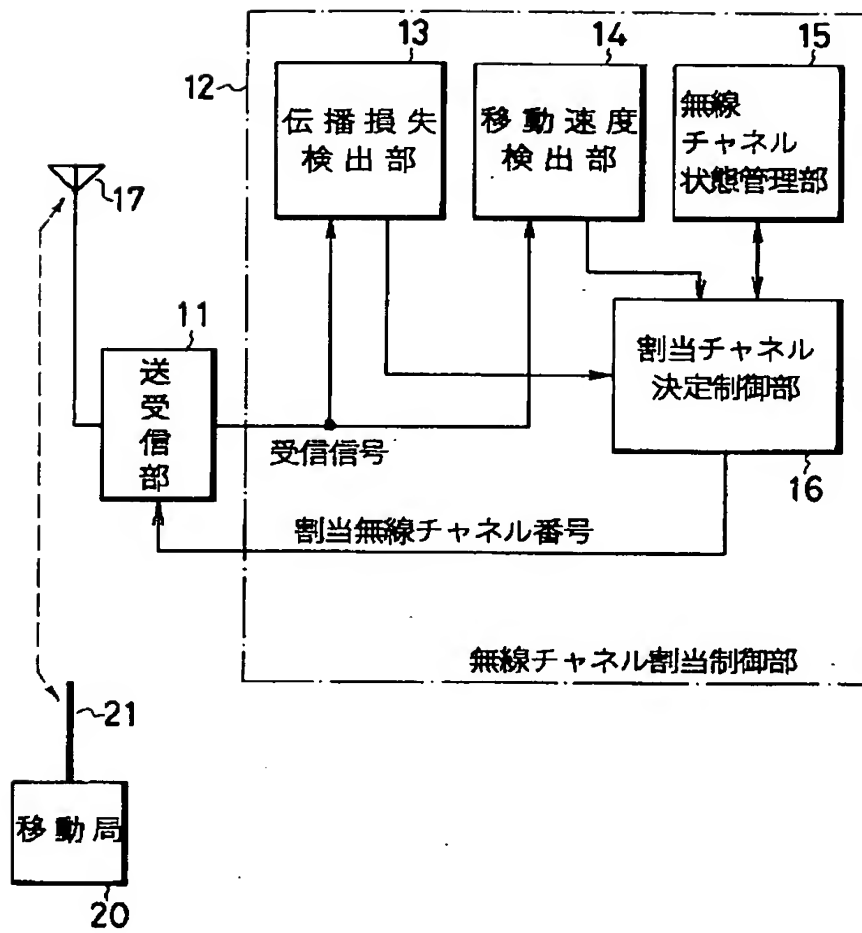 13
14
15
12
伝播損失
検出部
移動速度
検出部
無線
チャネル
状態管理部
17
11
送
受
信
部
割当チャネル
決定制御部
受信信号
16
割当無線チャネル番号
無線チャネル割当制御部
21
移動局
20